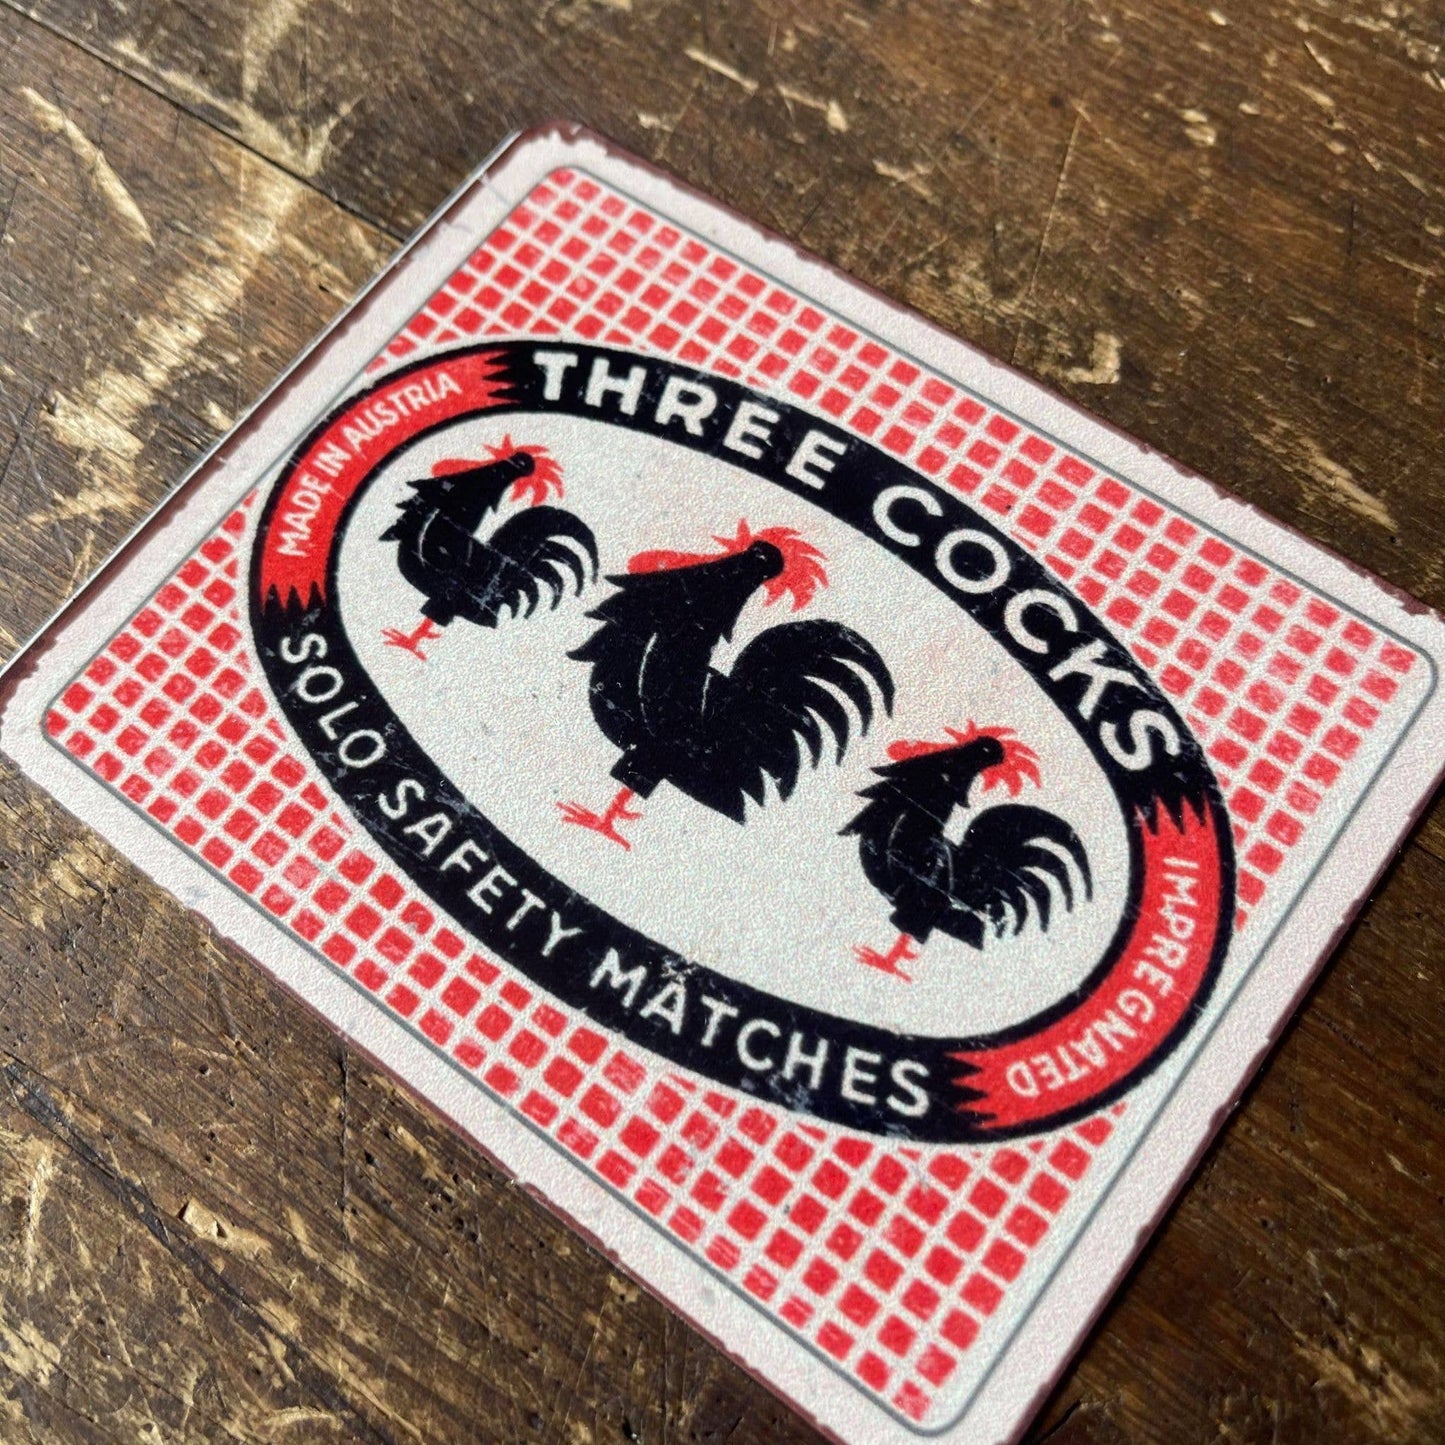 THREE COCKS
MADE IN AUSTRIA
IMPREGNATED
SOLO SAFETY MATCHES